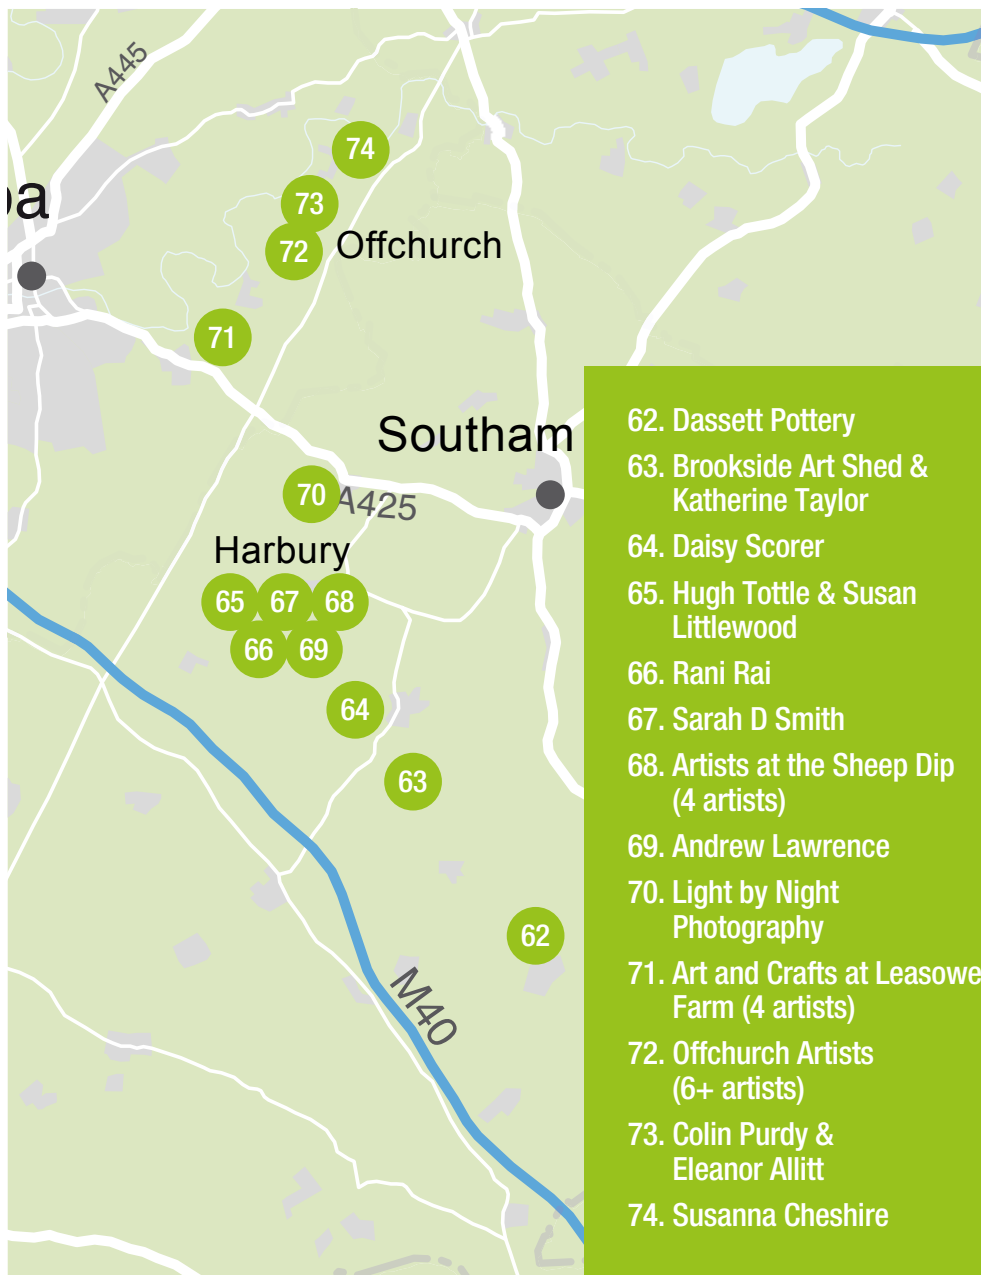 A445
74
pa
73
72
Offchurch
71
Southam
70
A425
Harbury
65
67
68
66
69
64
63
62
M40
62. Dassett Pottery
63. Brookside Art Shed &
Katherine Taylor
64. Daisy Scorer
65. Hugh Tottle & Susan
Littlewood
66. Rani Rai
67. Sarah D Smith
68. Artists at the Sheep Dip
(4 artists)
69. Andrew Lawrence
70. Light by Night
Photography
71. Art and Crafts at Leasowe
Farm (4 artists)
72. Offchurch Artists
(6+ artists)
73. Colin Purdy &
Eleanor Allitt
74. Susanna Cheshire